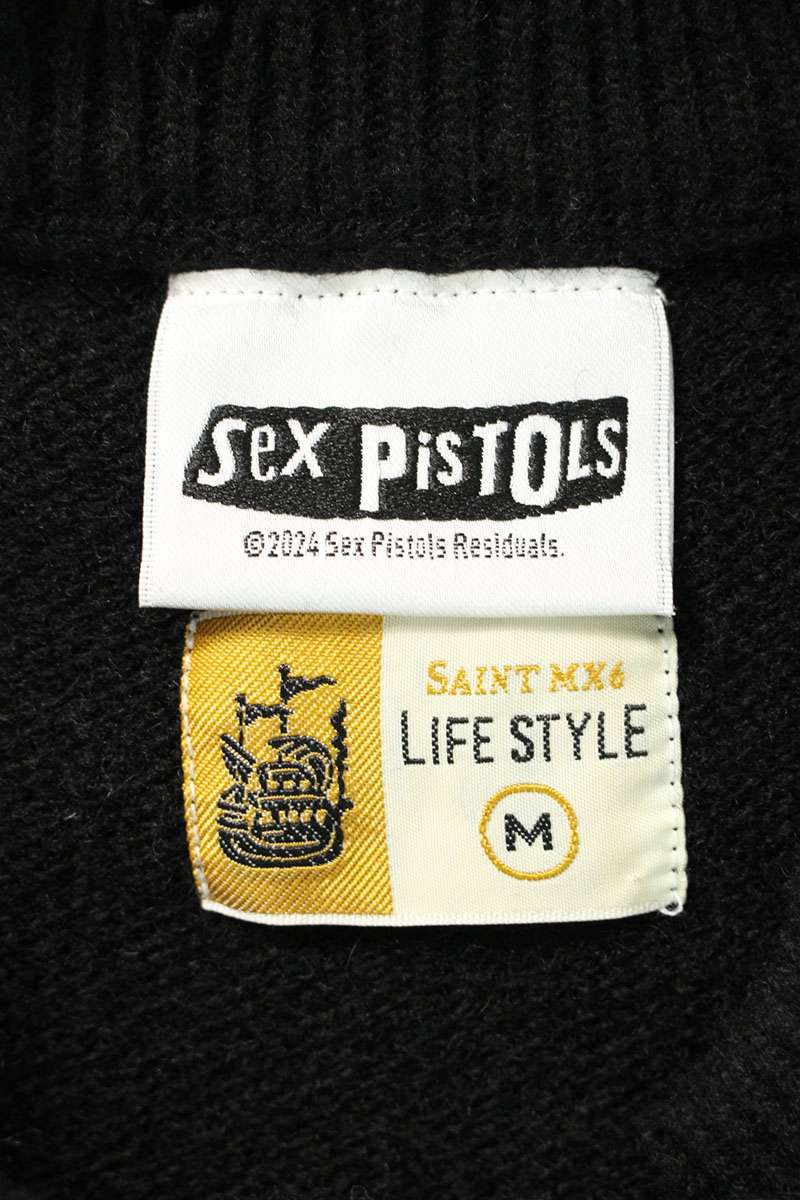 Sex PiSTOLS
©2024 Sex Pistols Residuals.
SAINT MX6
LIFE STYLE
M